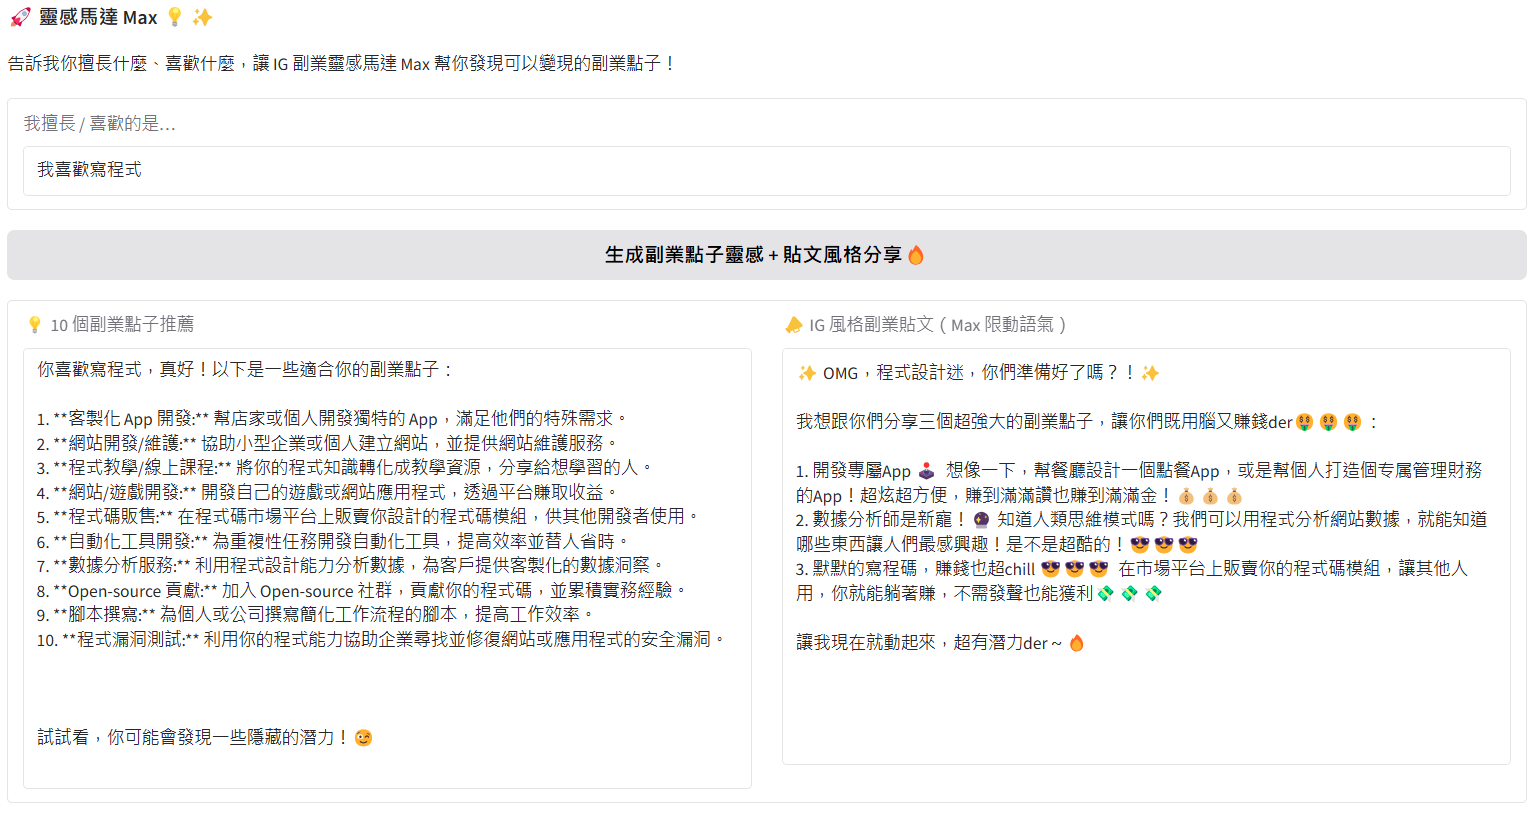 🚀 靈感馬達 Max 💡 ✨
告訴我你擅長什麼、喜歡什麼，讓 IG 副業靈感馬達 Max 幫你發現可以變現的副業點子！
我擅長 / 喜歡的是…
我喜歡寫程式
生成副業點子靈感 + 貼文風格分享 🔥
💡 10 個副業點子推薦
你喜歡寫程式，真好！以下是一些適合你的副業點子：
1. **客製化 App 開發:** 幫店家或個人開發獨特的 App，滿足他們的特殊需求。
2. **網站開發/維護:** 協助小型企業或個人建立網站，並提供網站維護服務。
3. **程式教學/線上課程:** 將你的程式知識轉化成教學資源，分享給想學習的人。
4. **網站/遊戲開發:** 開發自己的遊戲或網站應用程式，透過平台賺取收益。
5. **程式碼販售:** 在程式碼市場平台上販賣你設計的程式碼模組，供其他開發者使用。
6. **自動化工具開發:** 為重複性任務開發自動化工具，提高效率並替人省時。
7. **數據分析服務:** 利用程式設計能力分析數據，為客戶提供客製化的數據洞察。
8. **Open-source 貢獻:** 加入 Open-source 社群，貢獻你的程式碼，並累積實務經驗。
9. **腳本撰寫:** 為個人或公司撰寫簡化工作流程的腳本，提高工作效率。
10. **程式漏洞測試:** 利用你的程式能力協助企業尋找並修復網站或應用程式的安全漏洞。
試試看，你可能會發現一些隱藏的潛力！😉
📣 IG 風格副業貼文（Max 限動語氣）
✨ OMG，程式設計迷，你們準備好了嗎？！✨
我想跟你們分享三個超強大的副業點子，讓你們既用腦又賺錢der🤑 🤑 🤑：
1. 開發專屬App 🕹️ 想像一下，幫餐廳設計一個點餐App，或是幫個人打造個专属管理財務
的App！超炫超方便，賺到滿滿讚也賺到滿滿金！💰 💰 💰
2. 數據分析師是新寵！🔮 知道人類思維模式嗎？我們可以用程式分析網站數據，就能知道
哪些東西讓人們最感興趣！是不是超酷的！😎 😎 😎
3. 默默的寫程碼，賺錢也超chill 😎 😎 😎 在市場平台上販賣你的程式碼模組，讓其他人
用，你就能躺著賺，不需發聲也能獲利 💸 💸 💸
讓我現在就動起來，超有潛力der ~ 🔥